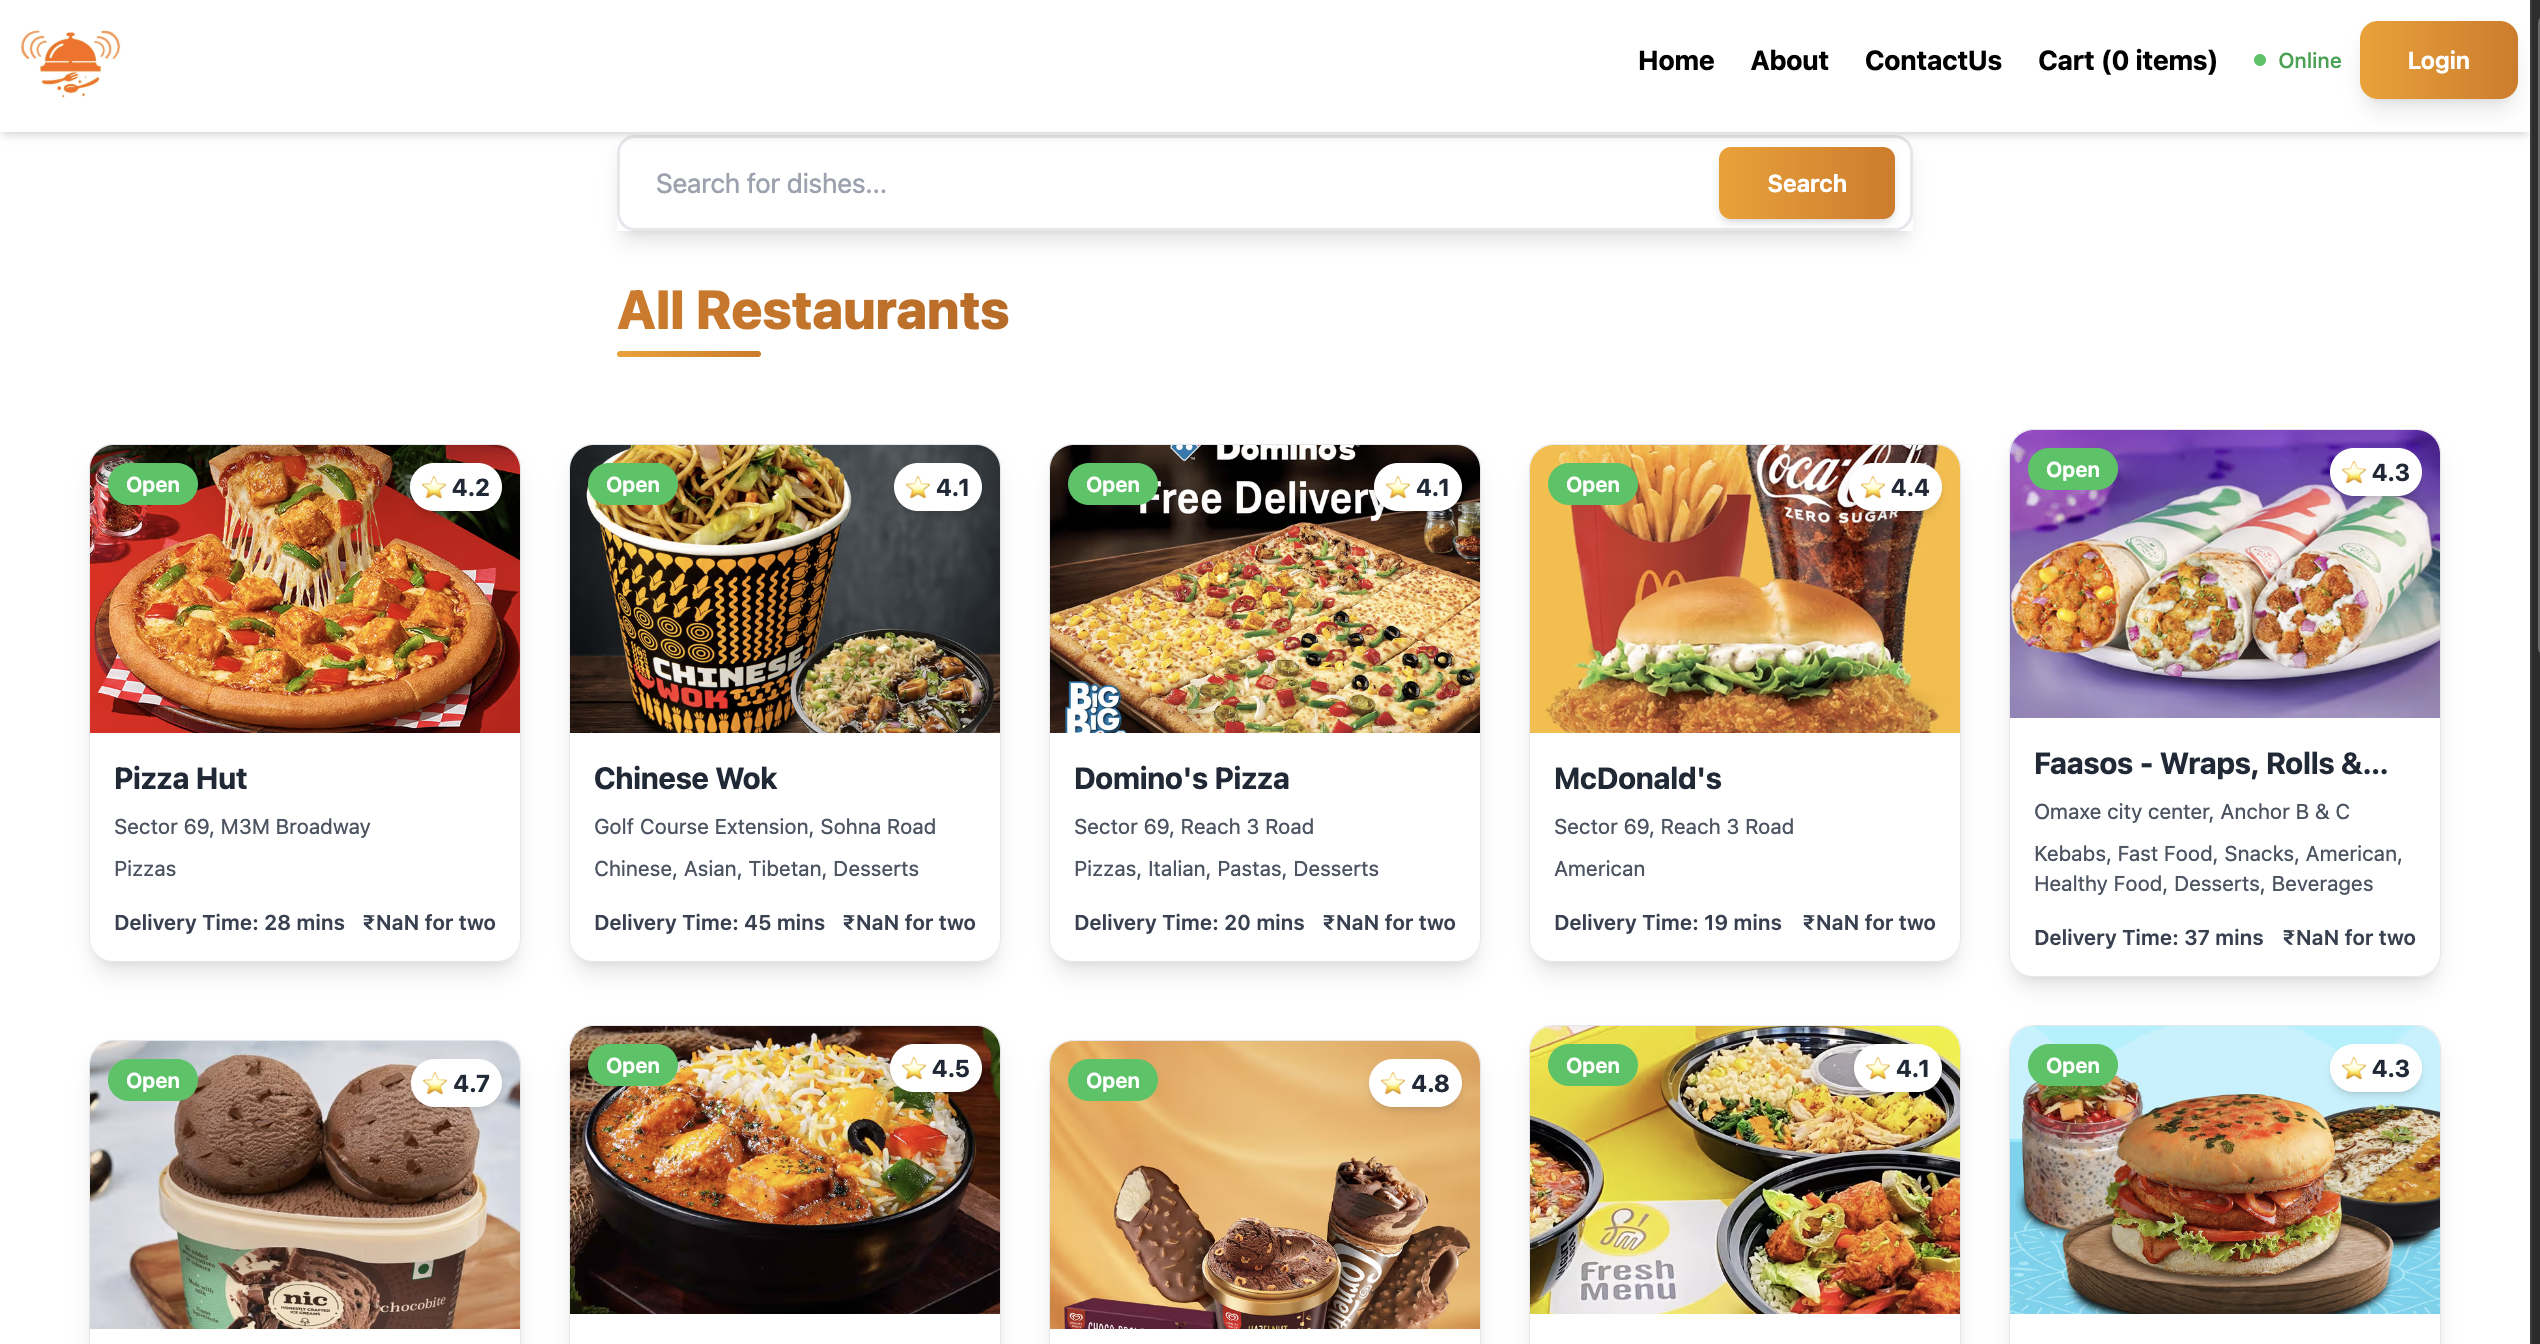 Home About ContactUs Cart (0 items) Online Login
Search for dishes... Search
All Restaurants
Open 4.2
Pizza Hut
Sector 69, M3M Broadway
Pizzas
Delivery Time: 28 mins ₹NaN for two
Open 4.1
CHINESE
WOK
Chinese Wok
Golf Course Extension, Sohna Road
Chinese, Asian, Tibetan, Desserts
Delivery Time: 45 mins ₹NaN for two
Domino's
Open 4.1
Free Delivery
BIG
BIG
Domino's Pizza
Sector 69, Reach 3 Road
Pizzas, Italian, Pastas, Desserts
Delivery Time: 20 mins ₹NaN for two
Open 4.4
ZERO SUGAR
McDonald's
Sector 69, Reach 3 Road
American
Delivery Time: 19 mins ₹NaN for two
Open 4.3
Faasos - Wraps, Rolls &...
Omaxe city center, Anchor B & C
Kebabs, Fast Food, Snacks, American,
Healthy Food, Desserts, Beverages
Delivery Time: 37 mins ₹NaN for two
Open 4.7
nic
HONESTLY CRAFTED
ICE CREAMS
chocobite
Open 4.5
Open 4.8
Open 4.1
Fresh
Menu
Open 4.3